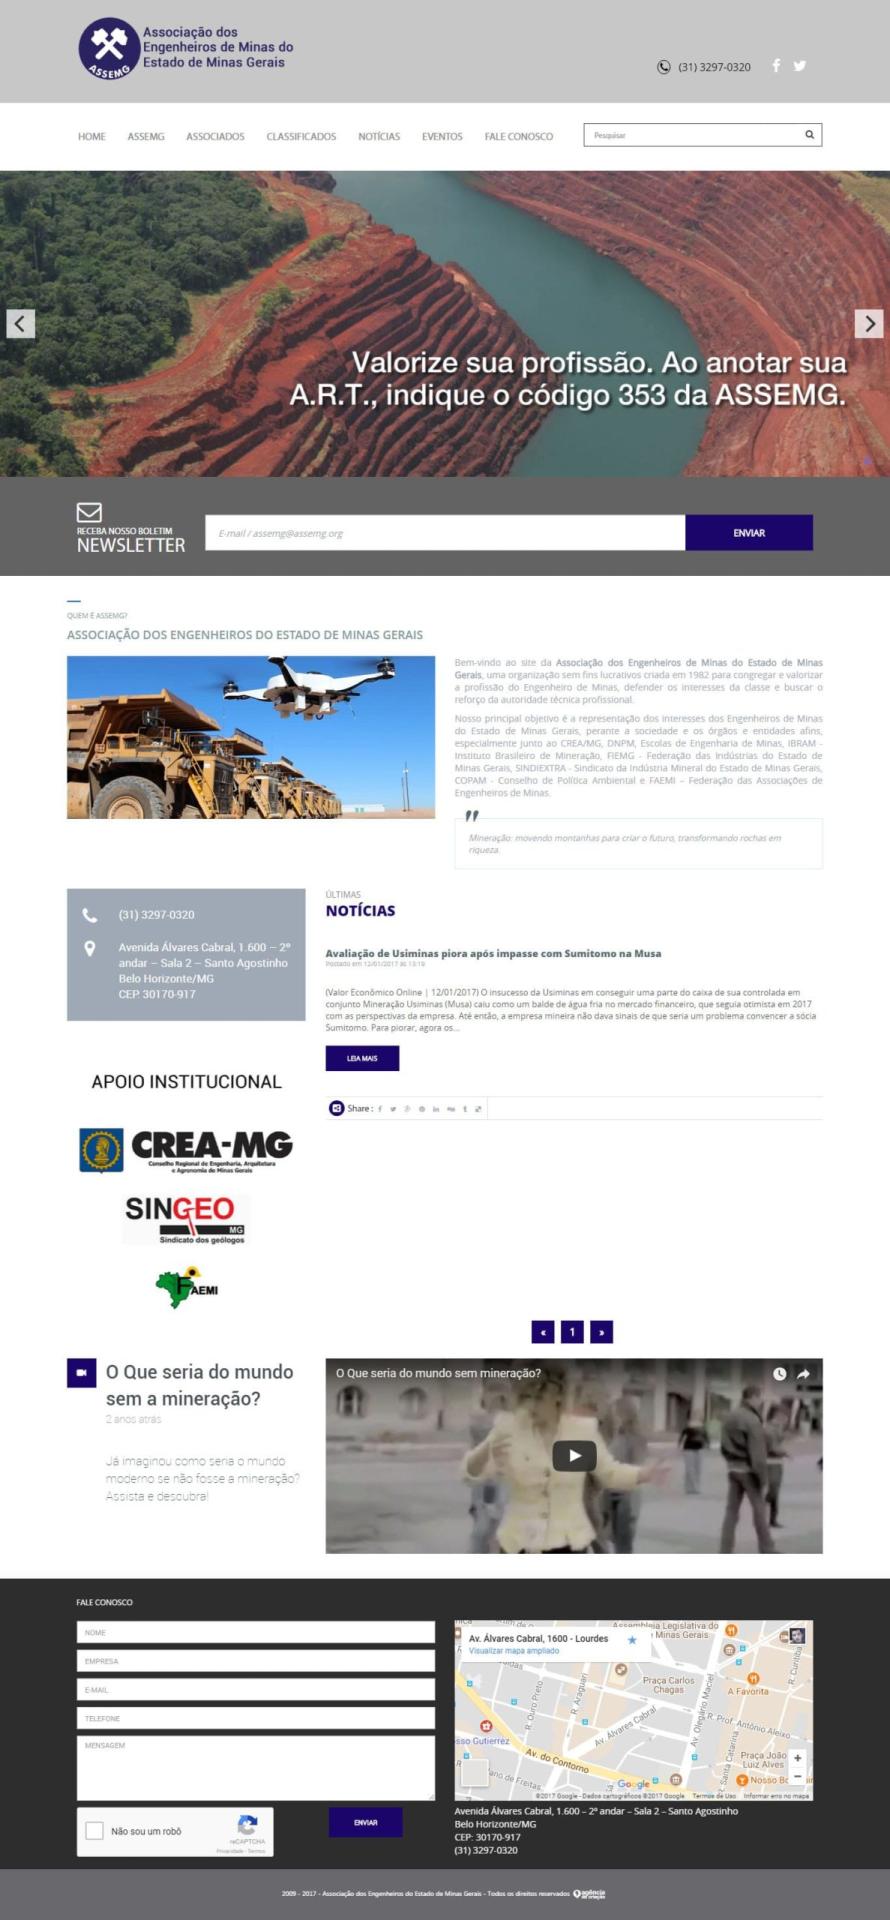 Associação dos
Engenheiros de Minas do
Estado de Minas Gerais
ASSEMG
(31) 3297-0320
HOME ASSEMG ASSOCIADOS CLASSIFICADOS NOTÍCIAS EVENTOS FALE CONOSCO
Pesquisar
Valorize sua profissão. Ao anotar sua
A.R.T., indique o código 353 da ASSEMG.
RECEBA NOSSO BOLETIM
NEWSLETTER
E-mail / assemg@assemg.org
ENVIAR
QUEM É ASSEMG?
ASSOCIAÇÃO DOS ENGENHEIROS DO ESTADO DE MINAS GERAIS
Bem-vindo ao site da Associação dos Engenheiros de Minas do Estado de Minas
Gerais, uma organização sem fins lucrativos criada em 1982 para congregar e valorizar
a profissão do Engenheiro de Minas, defender os interesses da classe e buscar o
reforço da autoridade técnica profissional.
Nosso principal objetivo é a representação dos interesses dos Engenheiros de Minas
do Estado de Minas Gerais, perante a sociedade e os órgãos e entidades afins,
especialmente junto ao CREA/MG, DNPM, Escolas de Engenharia de Minas, IBRAM -
Instituto Brasileiro de Mineração, FIEMG - Federação das Indústrias do Estado de
Minas Gerais, SINDIEXTRA - Sindicato da Indústria Mineral do Estado de Minas Gerais,
COPAM - Conselho de Política Ambiental e FAEMI – Federação das Associações de
Engenheiros de Minas.
Mineração: movendo montanhas para criar o futuro, transformando rochas em
riqueza.
(31) 3297-0320
Avenida Álvares Cabral, 1.600 – 2º
andar – Sala 2 – Santo Agostinho
Belo Horizonte/MG
CEP. 30170-917
APOIO INSTITUCIONAL
CREA-MG
Conselho Regional de Engenharia, Arquitetura
e Agronomia de Minas Gerais
SINGEO
MG
Sindicato dos geólogos
FAEMI
ÚLTIMAS
NOTÍCIAS
Avaliação de Usiminas piora após impasse com Sumitomo na Musa
Postado em 12/01/2017 às 13:19
(Valor Econômico Online | 12/01/2017) O insucesso da Usiminas em conseguir uma parte do caixa de sua controlada em
conjunto Mineração Usiminas (Musa) caiu como um balde de água fria no mercado financeiro, que seguia otimista em 2017
com as perspectivas da empresa. Até então, a empresa mineira não dava sinais de que seria um problema convencer a sócia
Sumitomo. Para piorar, agora os...
LEIA MAIS
Share :
« 1 »
O Que seria do mundo
sem a mineração?
2 anos atrás
Já imaginou como seria o mundo
moderno se não fosse a mineração?
Assista e descubra!
O Que seria do mundo sem mineração?
FALE CONOSCO
NOME
EMPRESA
E-MAIL
TELEFONE
MENSAGEM
Não sou um robô
reCAPTCHA
Privacidade - Termos
ENVIAR
Av. Álvares Cabral, 1600 - Lourdes
Visualizar mapa ampliado
Assembleia Legislativa do
Minas Gerais
R. Curitiba
Praça Carlos
Chagas
A Favorita
R. Araguari
R. Ouro Preto
Av. Álvares Cabral
Av. Olegário Maciel
R. Prof. Antônio Aleixo
R. Santa Catarina
Av. do Contorno
Praça João
Luiz Alves
Google
©2017 Google - Dados cartográficos ©2017 Google Termos de Uso Informar erro no mapa
Avenida Álvares Cabral, 1.600 – 2º andar – Sala 2 – Santo Agostinho
Belo Horizonte/MG
CEP: 30170-917
(31) 3297-0320
2009 - 2017 - Associação dos Engenheiros do Estado de Minas Gerais - Todos os direitos reservados agência de criação